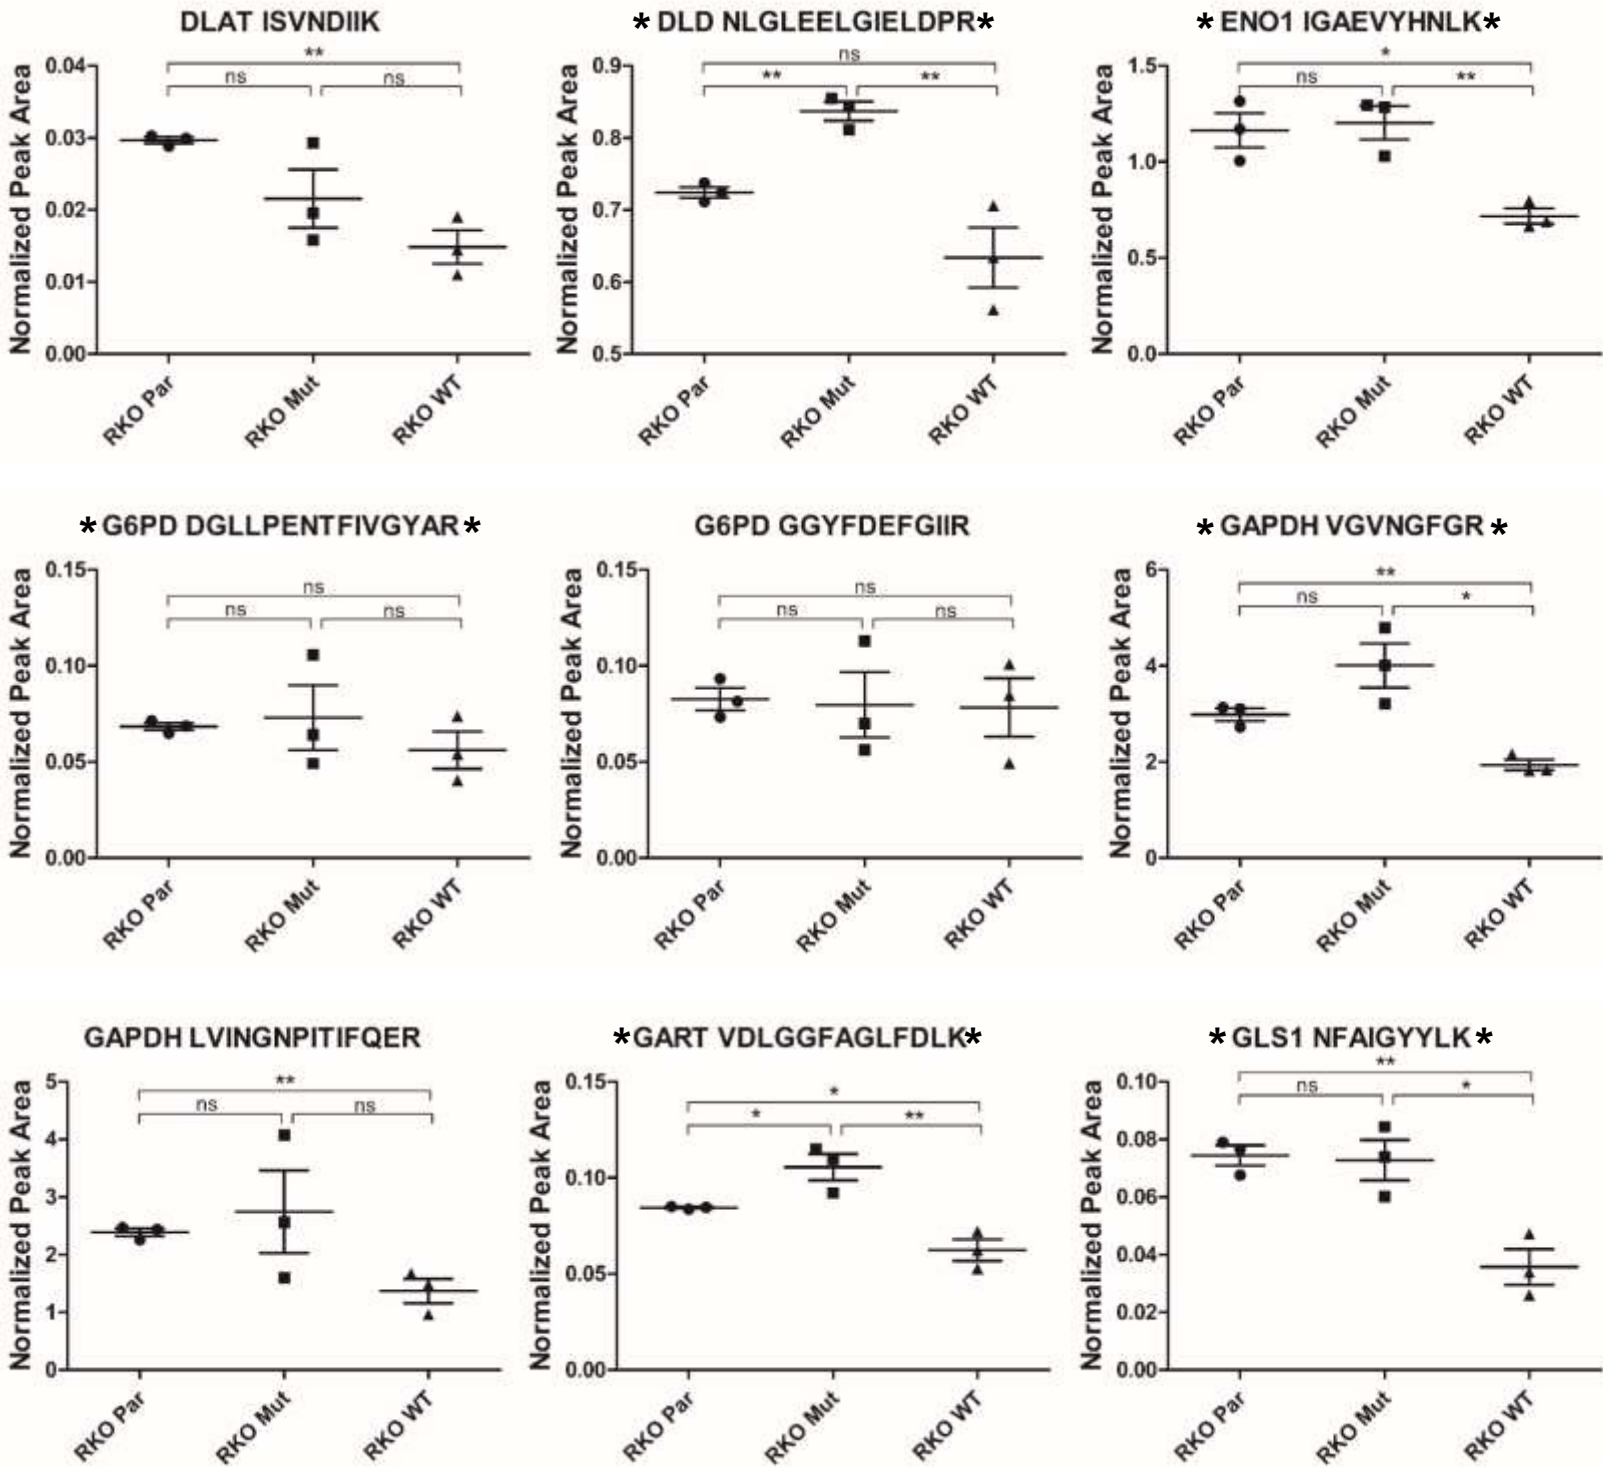 DLAT ISVNDIIK
**
ns
ns
Normalized Peak Area
0.04
0.03
0.02
0.01
0.00
RKO Par
RKO Mut
RKO WT
* DLD NLGLEELGIELDPR*
ns
**
**
Normalized Peak Area
0.9
0.8
0.7
0.6
0.5
RKO Par
RKO Mut
RKO WT
* ENO1 IGAEVYHNLK*
*
ns
**
Normalized Peak Area
1.5
1.0
0.5
0.0
RKO Par
RKO Mut
RKO WT
*G6PD DGLLPENTFIVGYAR*
ns
ns
ns
Normalized Peak Area
0.15
0.10
0.05
0.00
RKO Par
RKO Mut
RKO WT
G6PD GGYFDEFGIIR
ns
ns
ns
Normalized Peak Area
0.15
0.10
0.05
0.00
RKO Par
RKO Mut
RKO WT
* GAPDH VGVNGFGR *
**
ns
*
Normalized Peak Area
6
4
2
0
RKO Par
RKO Mut
RKO WT
GAPDH LVINGNPITIFQER
**
ns
ns
Normalized Peak Area
5
4
3
2
1
0
RKO Par
RKO Mut
RKO WT
*GART VDLGGFAGLFDLK*
*
*
**
Normalized Peak Area
0.15
0.10
0.05
0.00
RKO Par
RKO Mut
RKO WT
* GLS1 NFAIGYYLK *
**
ns
*
Normalized Peak Area
0.10
0.08
0.06
0.04
0.02
0.00
RKO Par
RKO Mut
RKO WT